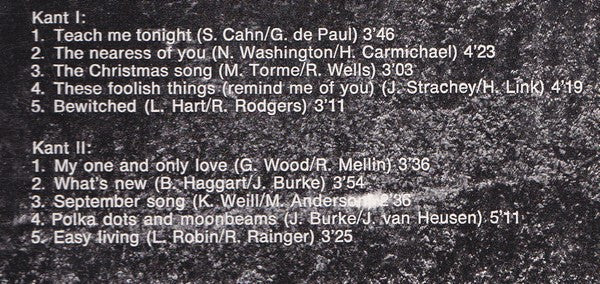 Kant I:
1. Teach me tonight (S. Cahn/G. de Paul) 3'46
2. The nearess of you (N. Washington/H. Carmichael) 4'23
3. The Christmas song (M. Torme/R. Wells) 3'03
4. These foolish things (remind me of you) (J. Strachey/H. Link) 4'19
5. Bewitched (L. Hart/R. Rodgers) 3'11
Kant II:
1. My one and only love (G. Wood/R. Mellin) 3'36
2. What's new (B. Haggart/J. Burke) 3'54
3. September song (K. Weill/M. Anderson) 2'36
4. Polka dots and moonbeams (J. Burke/J. van Heusen) 5'11
5. Easy living (L. Robin/R. Rainger) 3'25